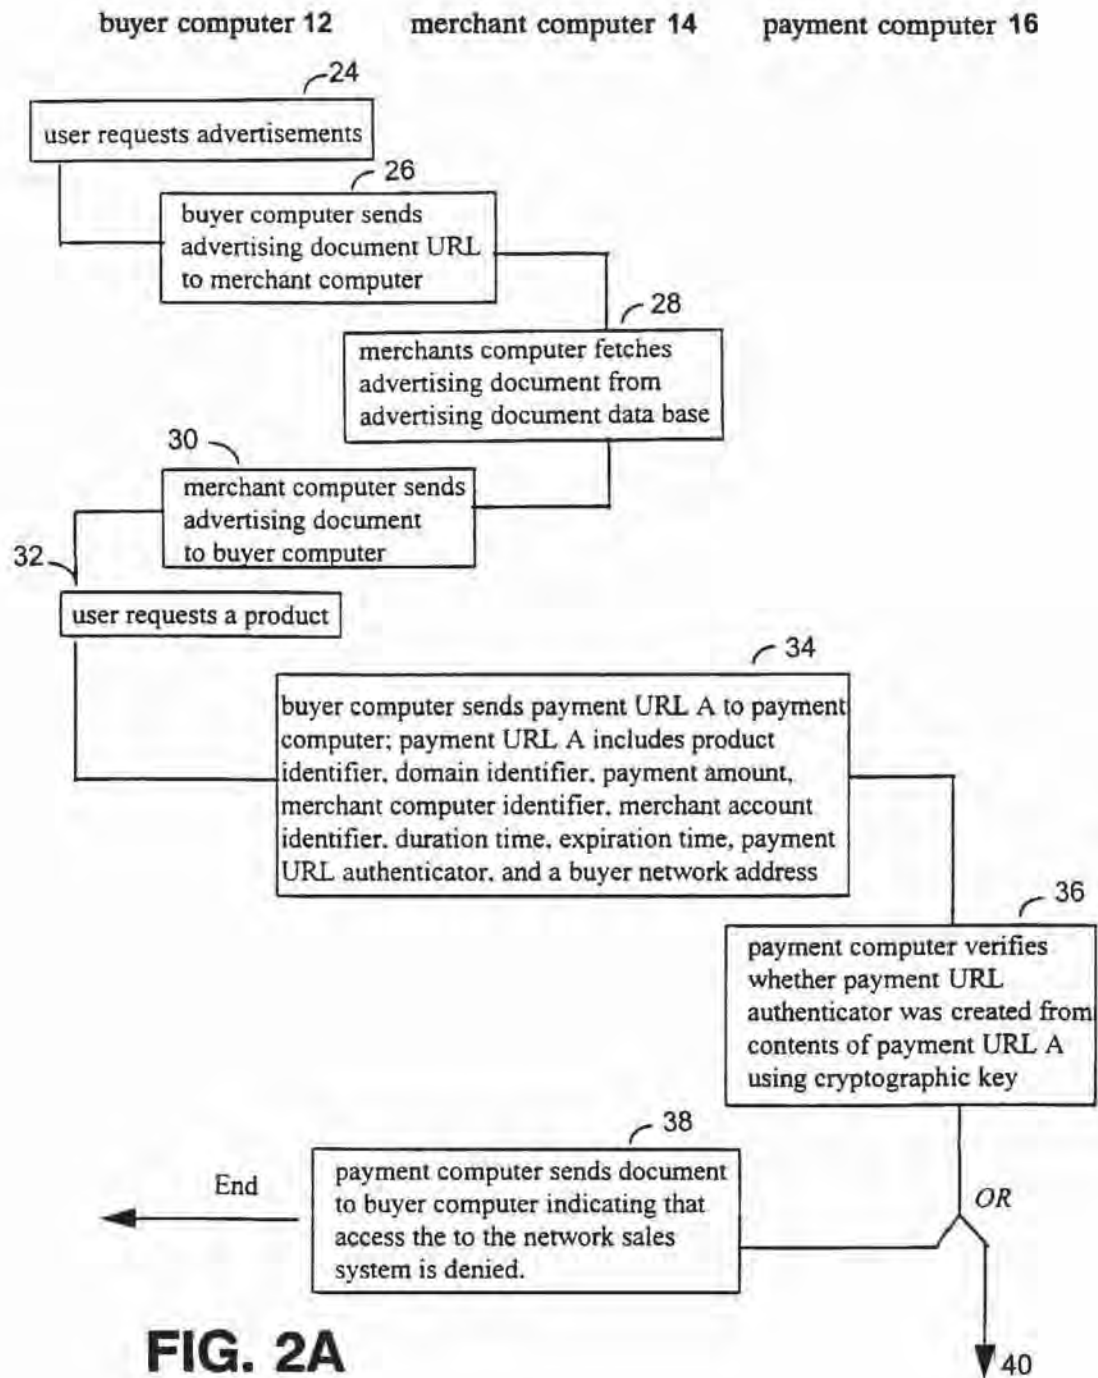 buyer computer 12 merchant computer 14 payment computer 16
24
user requests advertisements
26
buyer computer sends
advertising document URL
to merchant computer
28
merchants computer fetches
advertising document from
advertising document data base
30
merchant computer sends
advertising document
to buyer computer
32
user requests a product
34
buyer computer sends payment URL A to payment
computer; payment URL A includes product
identifier, domain identifier, payment amount,
merchant computer identifier, merchant account
identifier, duration time, expiration time, payment
URL authenticator, and a buyer network address
36
payment computer verifies
whether payment URL
authenticator was created from
contents of payment URL A
using cryptographic key
38
payment computer sends document
to buyer computer indicating that
access the to the network sales
system is denied.
End
OR
40
FIG. 2A